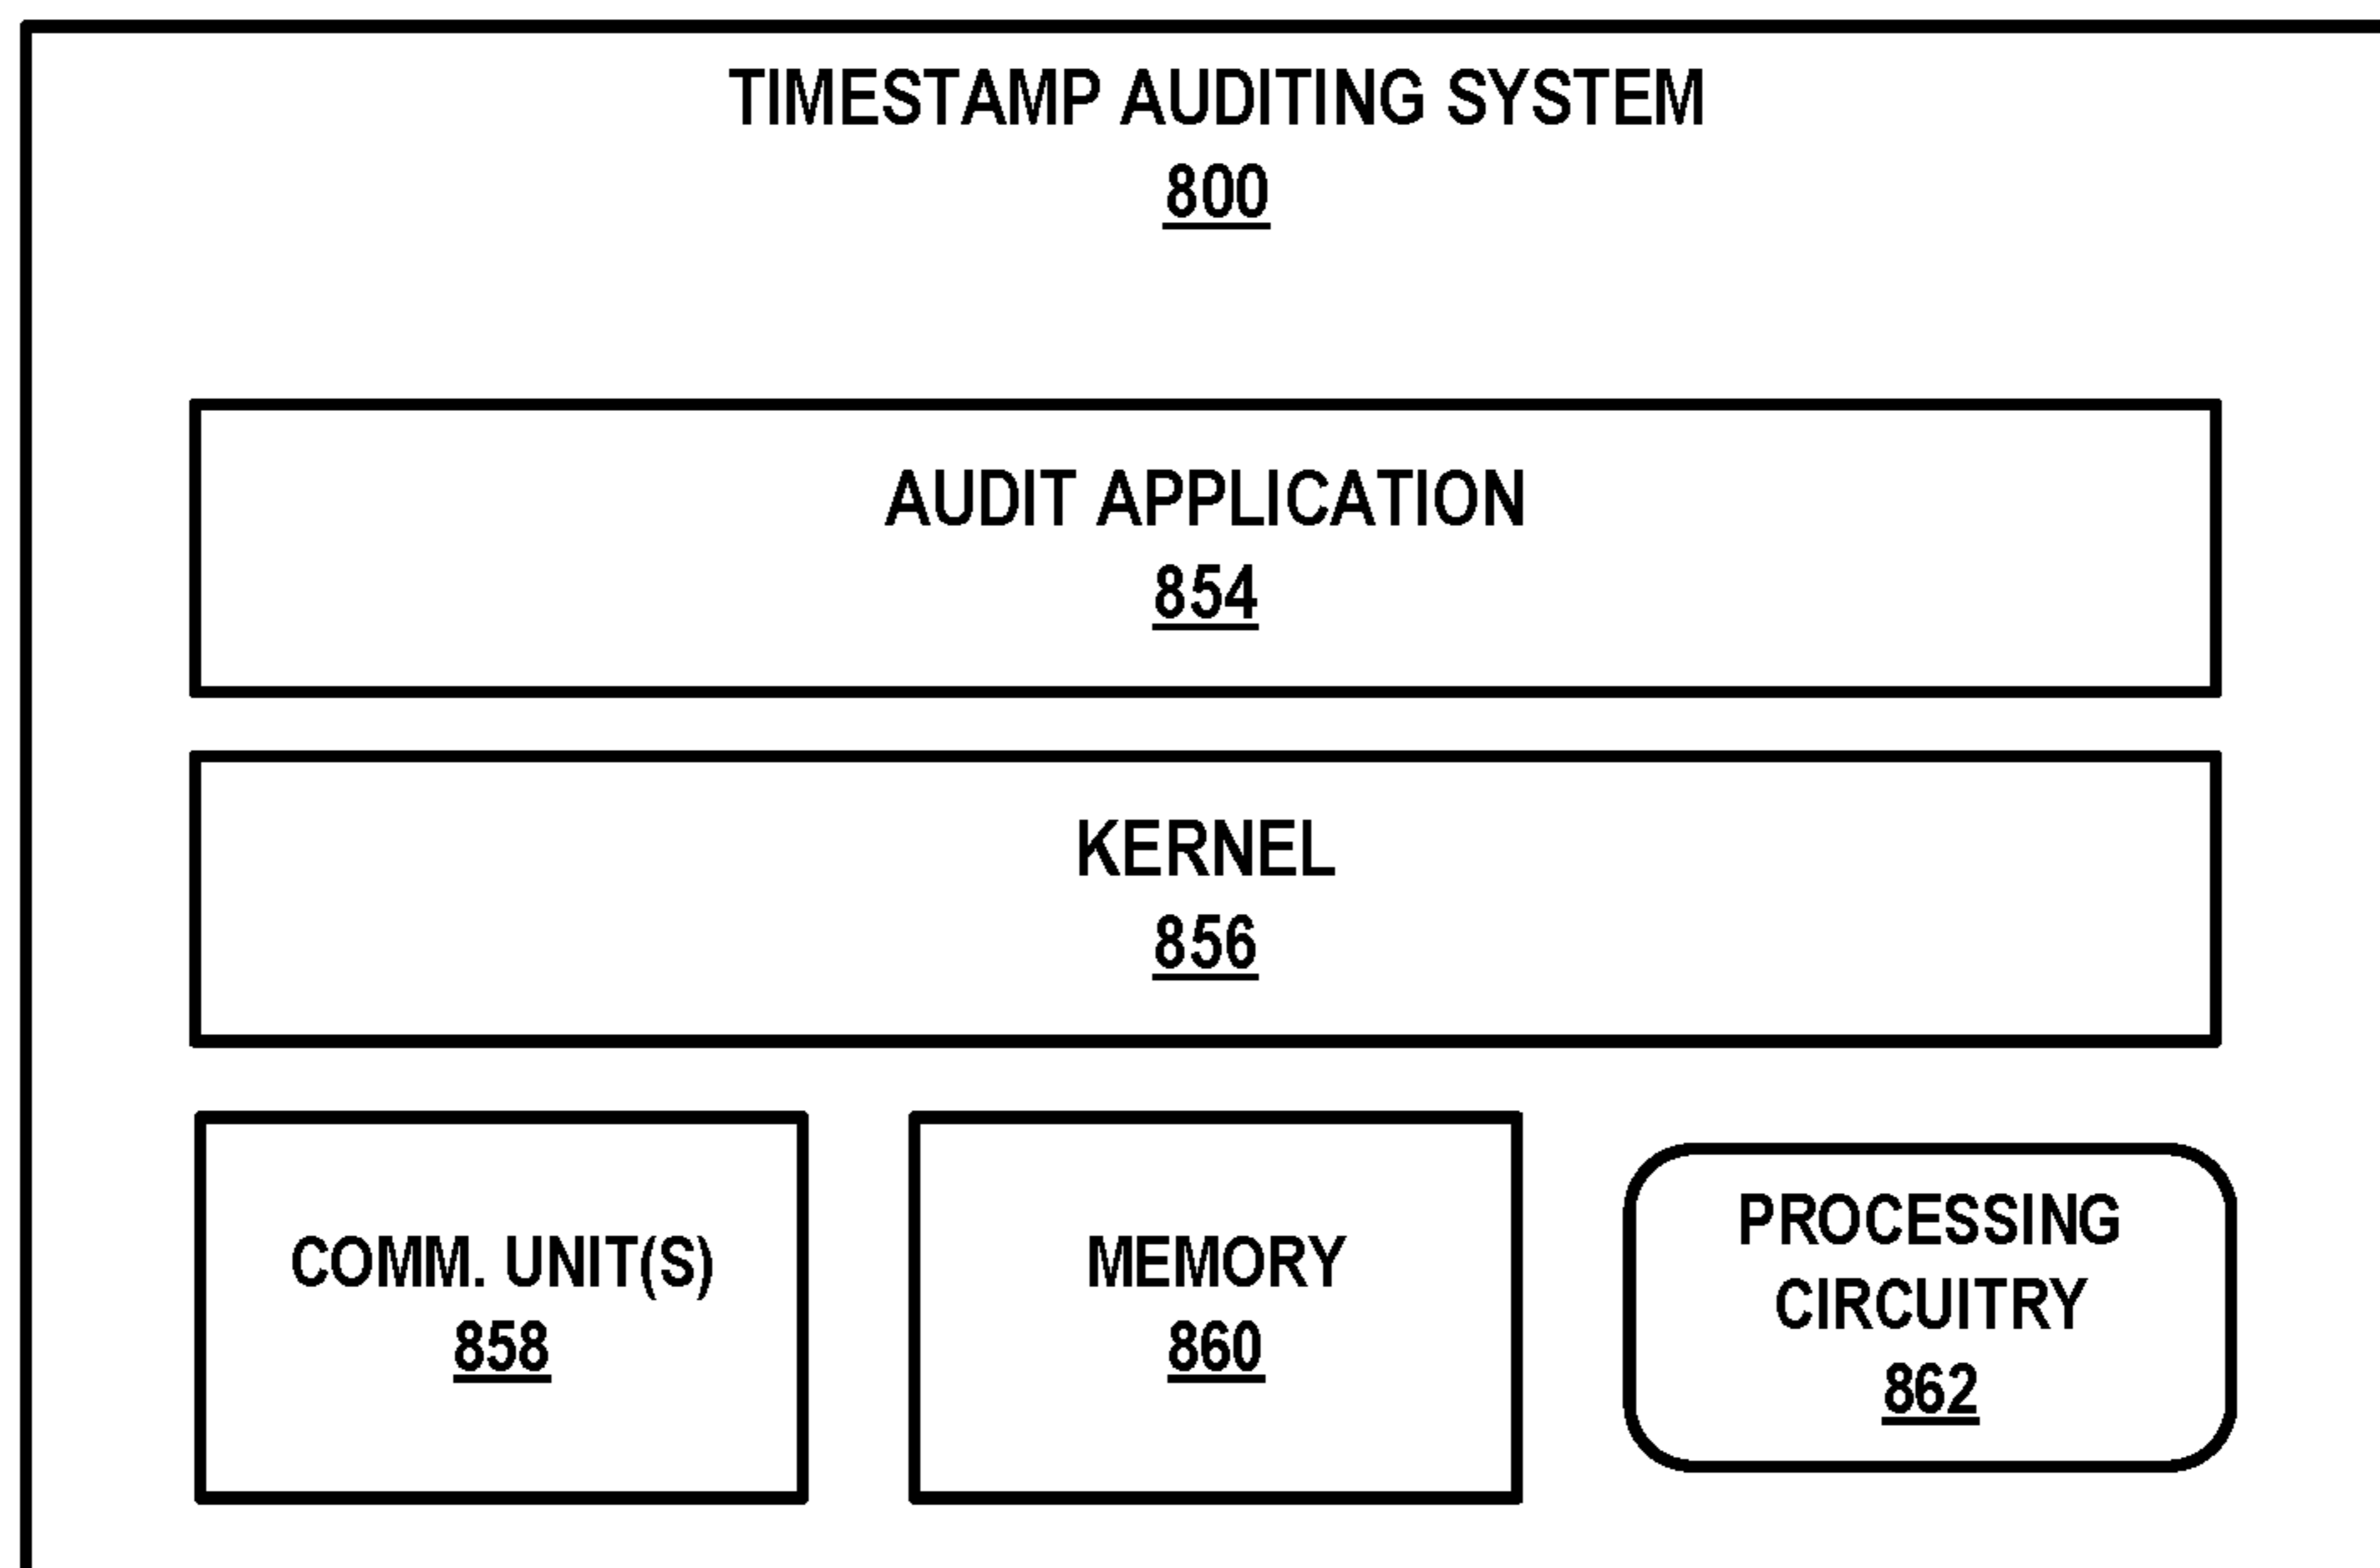 TIMESTAMP AUDITING SYSTEM
800
AUDIT APPLICATION
854
KERNEL
856
COMM. UNIT(S)
858
MEMORY
860
PROCESSING
CIRCUITRY
862